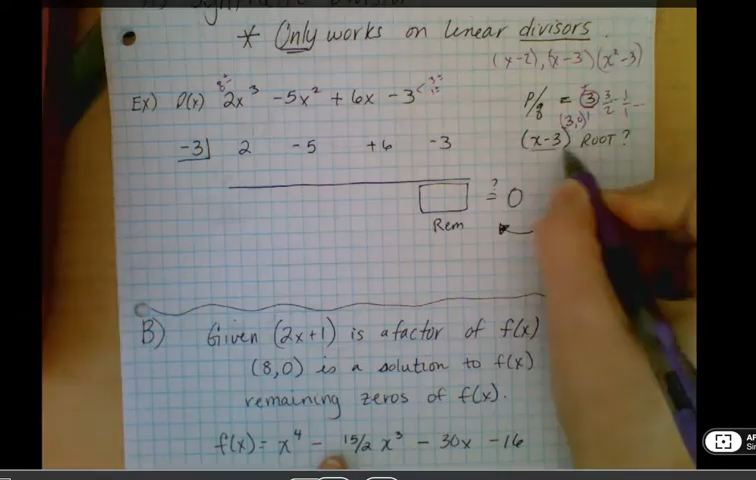 * Only works on linear divisors.
(x-2), (x-3) (x²-3)
Ex) P(x) 2x³ -5x² +6x -3
P/q = 3 3/2 1/1 ...
(3,0)
-3 2 -5 +6 -3
(x-3) ROOT?
? = 0
Rem
B) Given (2x+1) is a factor of f(x)
(8,0) is a solution to f(x)
remaining zeros of f(x).
f(x) = x⁴ - 15/2 x³ - 30x - 16